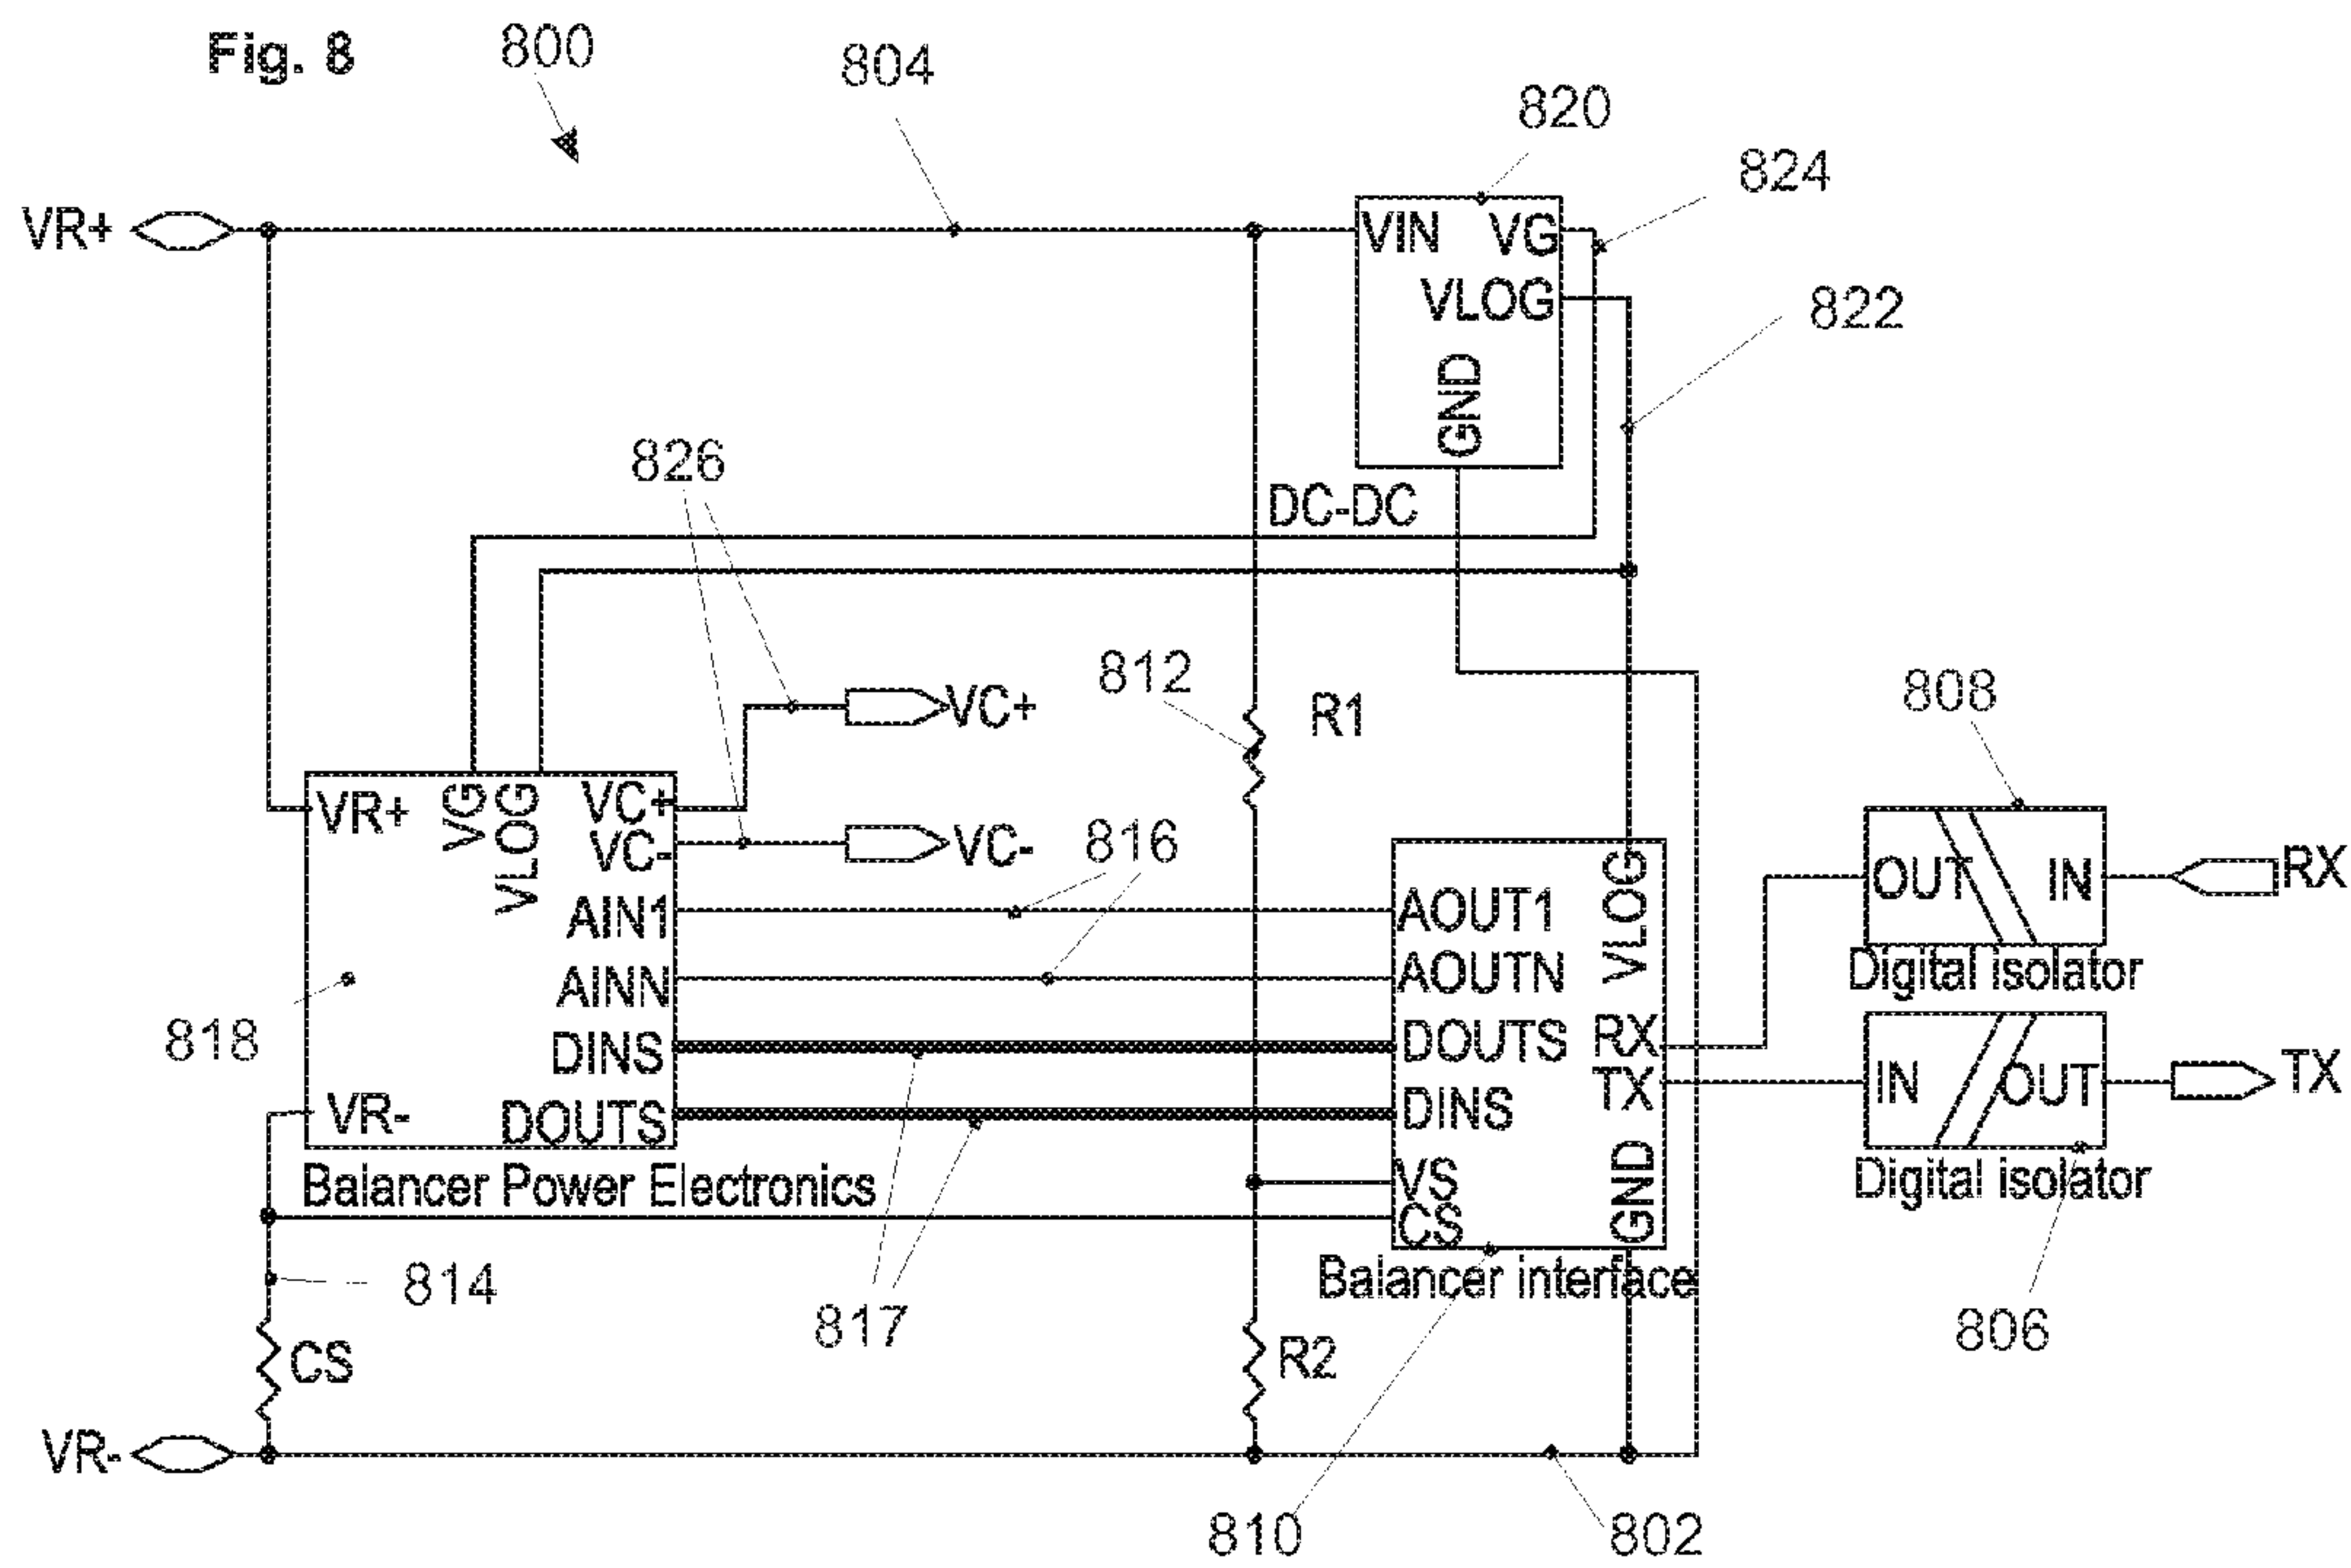 Fig. 8
800
804
820
824
VR+
VIN
VG
VLOG
822
GND
826
DC-DC
812
R1
VC+
808
VR+
VG
VLOG
VC+
VC-
VC-
816
OUT
IN
RX
AIN1
AOUT1
VLOG
AINN
AOUTN
Digital isolator
818
DINS
DOUTS
RX
TX
IN
OUT
TX
VR-
DOUTS
DINS
Balancer Power Electronics
VS
CS
GND
Digital isolator
814
817
Balancer interface
806
CS
R2
VR-
810
802